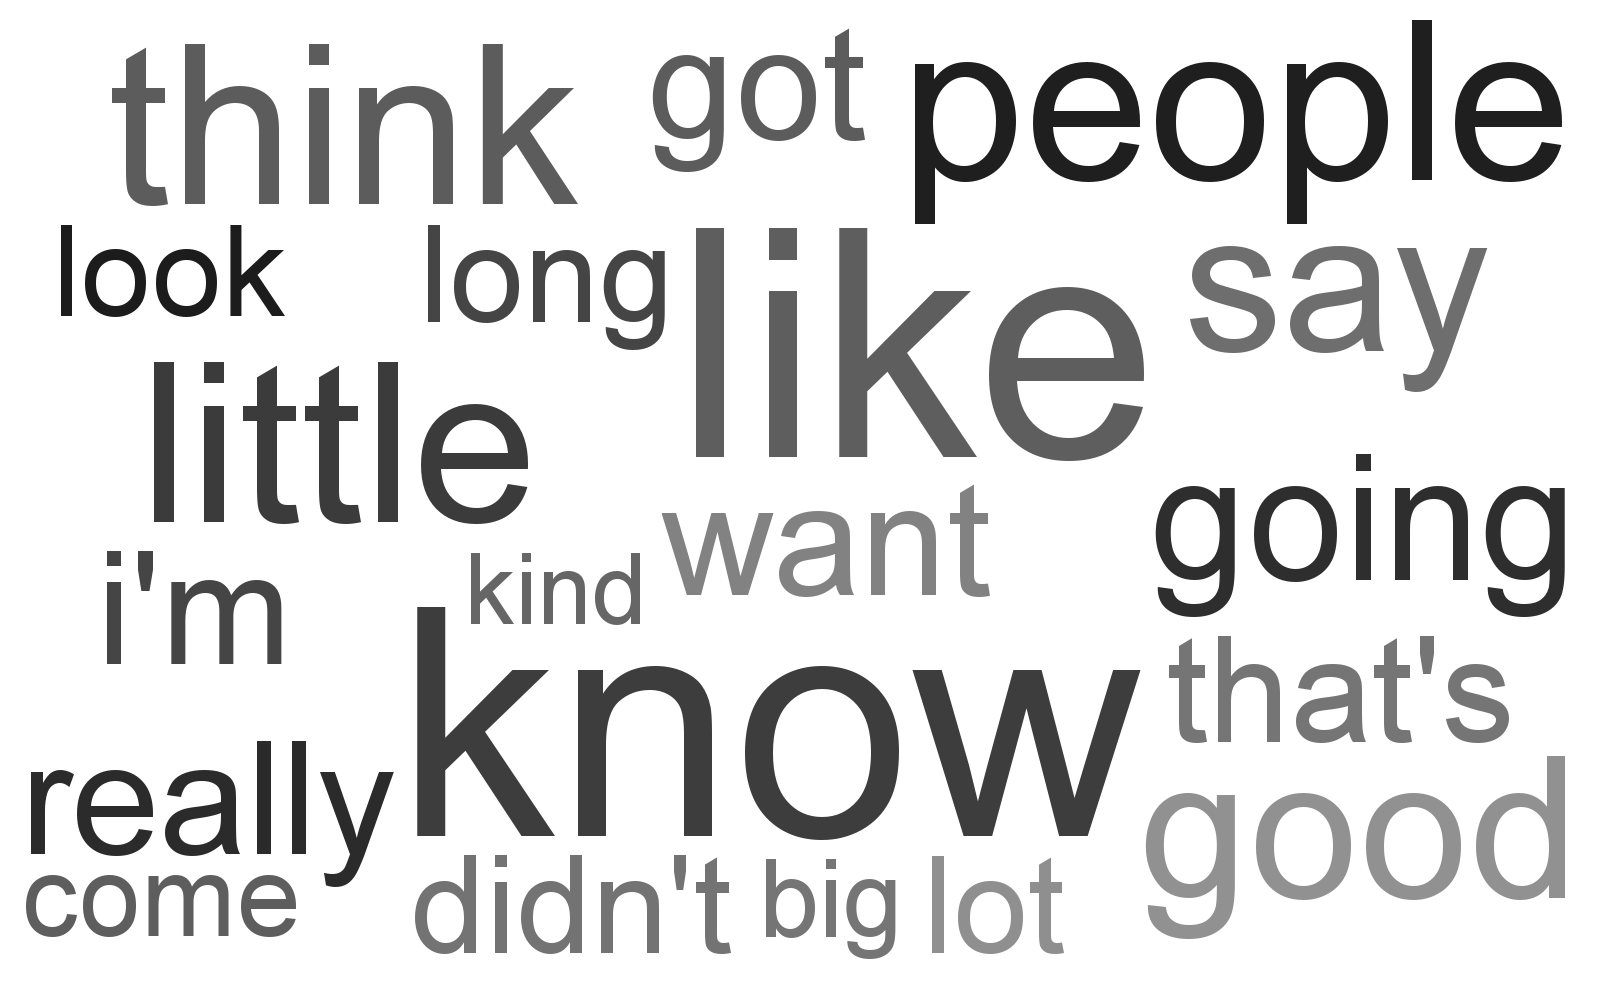 think got people
look long like say
little
want going
i'm kind
know that's
really good
come didn't big lot